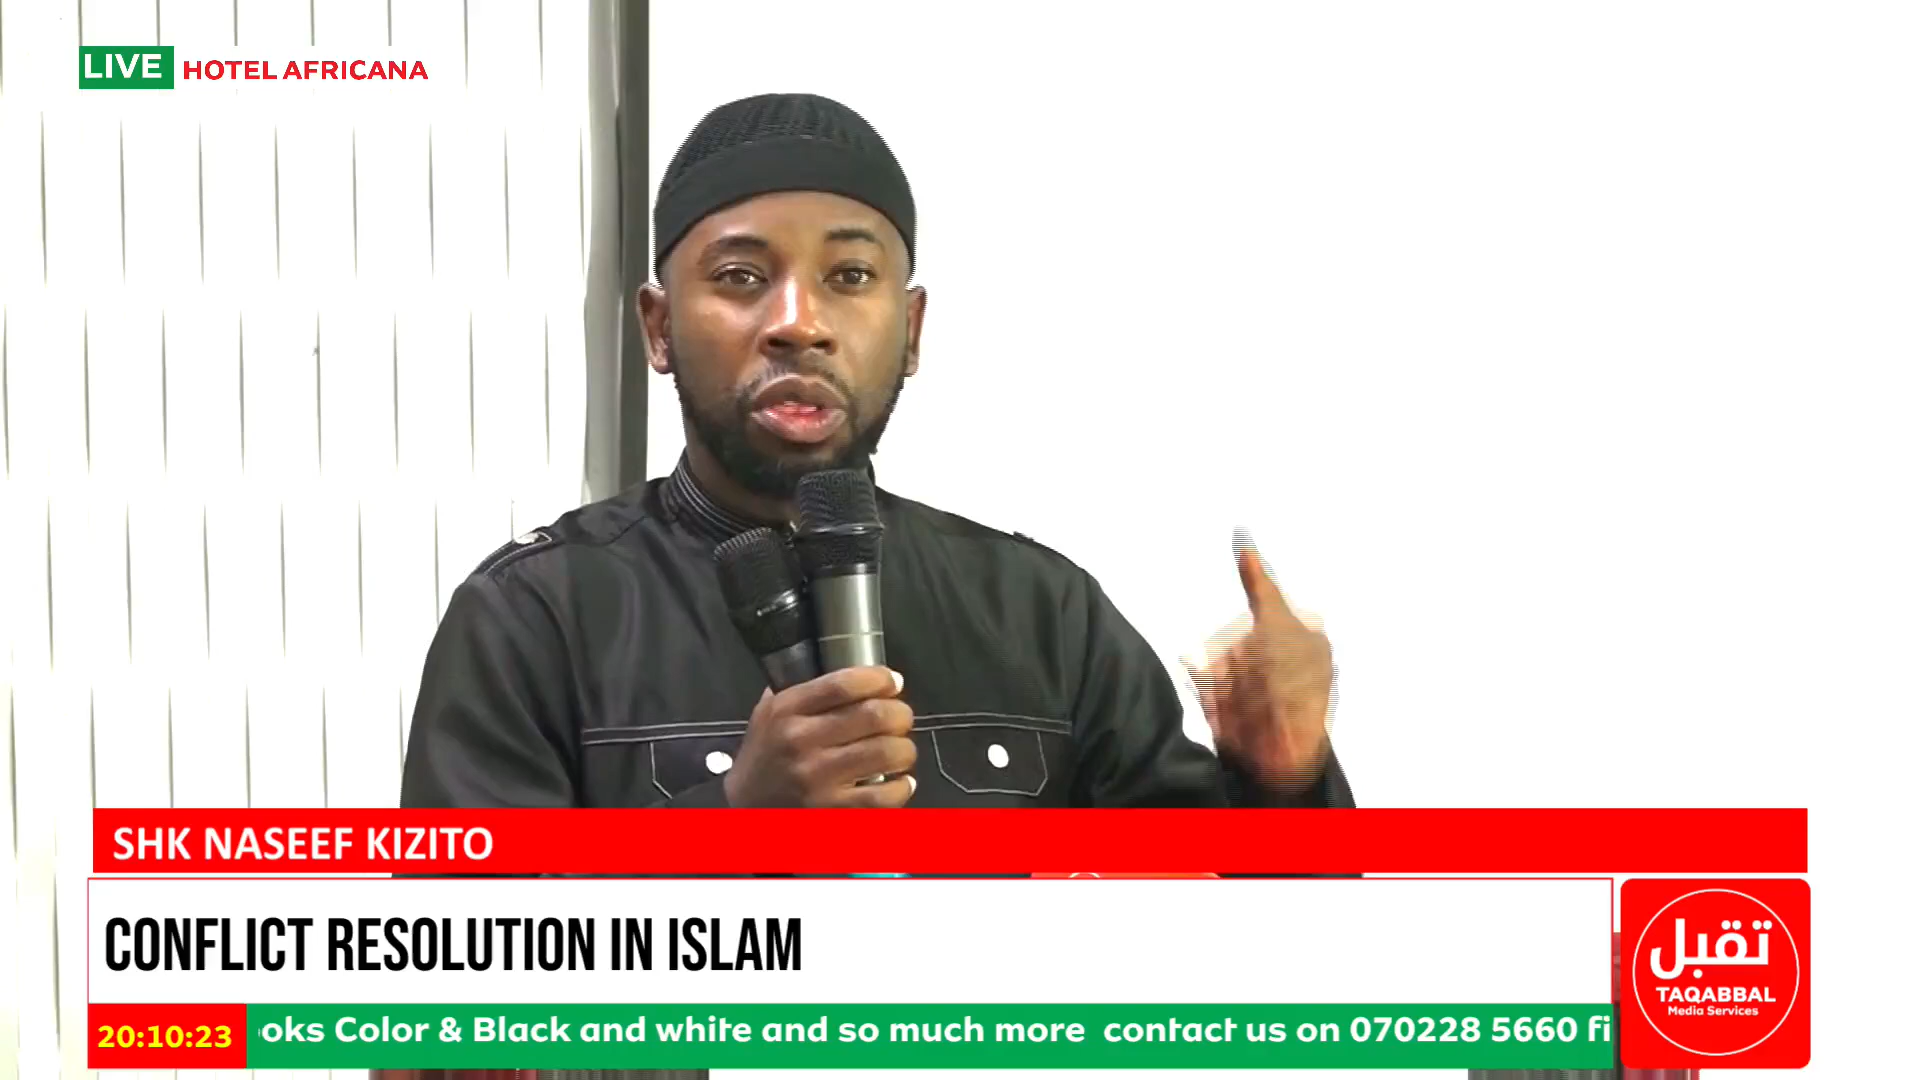 LIVE HOTEL AFRICANA
SHK NASEEF KIZITO
CONFLICT RESOLUTION IN ISLAM
تقبل
TAQABBAL
Media Services
20:10:23 oks Color & Black and white and so much more contact us on 070228 5660 fi